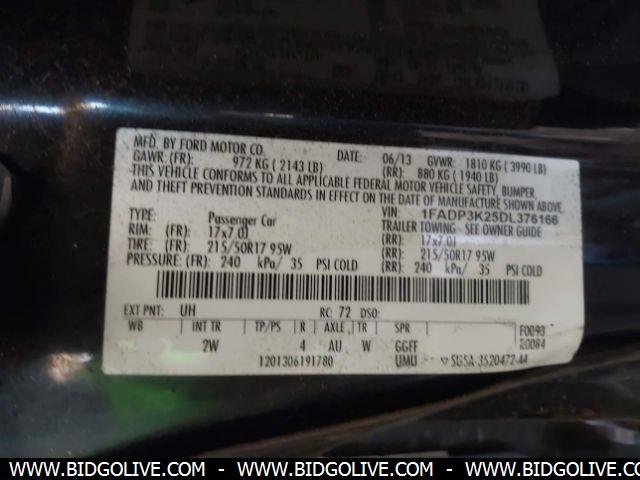 MFD. BY FORD MOTOR CO.
DATE: 06/13 GVWR: 1810 KG ( 3990 LB)
GAWR: (FR): 972 KG ( 2143 LB) (RR): 880 KG ( 1940 LB)
THIS VEHICLE CONFORMS TO ALL APPLICABLE FEDERAL MOTOR VEHICLE SAFETY, BUMPER,
AND THEFT PREVENTION STANDARDS IN EFFECT ON THE DATE OF MANUFACTURE SHOWN ABOVE.
VIN: 1FADP3K25DL376166
TYPE: Passenger Car TRAILER TOWING - SEE OWNER GUIDE
RIM: (FR): 17x7.0J (RR): 17x7.0J
TIRE: (FR): 215/50R17 95W (RR): 215/50R17 95W
PRESSURE: (FR): 240 kPa/ 35 PSI COLD (RR): 240 kPa/ 35 PSI COLD
EXT PNT: UH RC: 72 DSO:
WB INT TR TP/PS R AXLE TR SPR F0093
2W 4 AU W GGFF 20084
1201306191780 UMU ▽ 5U5A-3520472-AA
WWW.BIDGOLIVE.COM - WWW.BIDGOLIVE.COM - WWW.BIDGOLIVE.COM